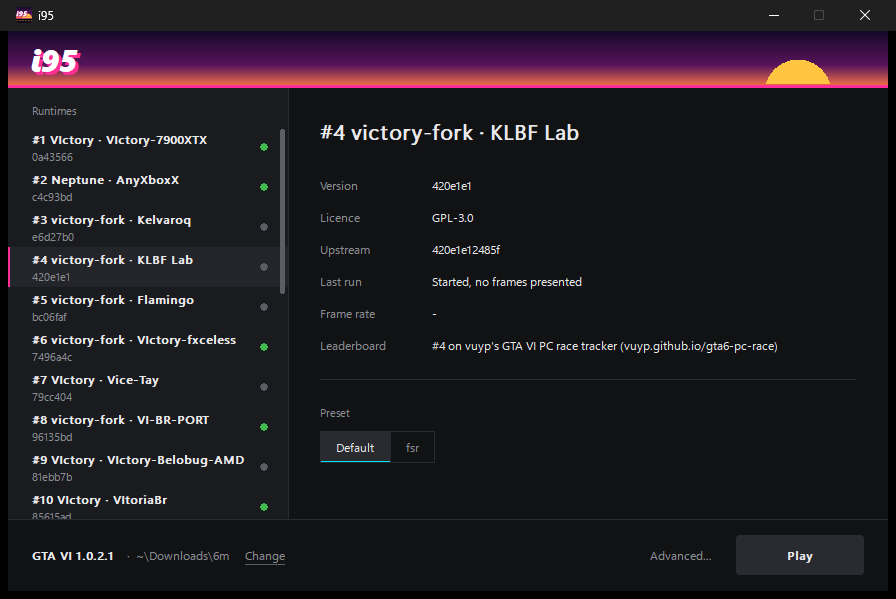 i95
i95
Runtimes
#1 VIctory · VIctory-7900XTX
0a43566
#2 Neptune · AnyXboxX
c4c93bd
#3 victory-fork · Kelvaroq
e6d27b0
#4 victory-fork · KLBF Lab
420e1e1
#5 victory-fork · Flamingo
bc06faf
#6 victory-fork · VIctory-fxceless
7496a4c
#7 VIctory · Vice-Tay
79cc404
#8 victory-fork · VI-BR-PORT
96135bd
#9 VIctory · VIctory-Belobug-AMD
81ebb7b
#10 VIctory · VItoriaBr
85615ad
#4 victory-fork · KLBF Lab
Version 420e1e1
Licence GPL-3.0
Upstream 420e1e12485f
Last run Started, no frames presented
Frame rate -
Leaderboard #4 on vuyp's GTA VI PC race tracker (vuyp.github.io/gta6-pc-race)
Preset
Default fsr
GTA VI 1.0.2.1 · ~\Downloads\6m Change Advanced... Play